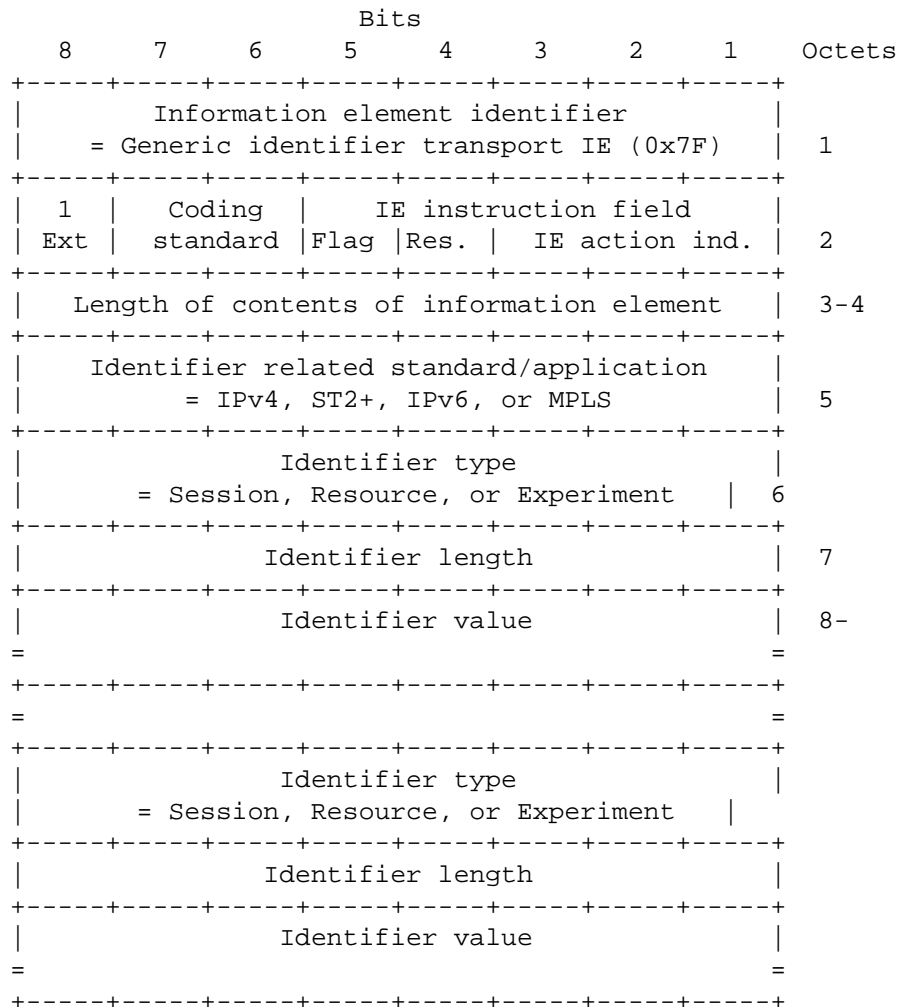 Bits
   8     7     6     5     4     3     2     1    Octets
+-----+-----+-----+-----+-----+-----+-----+-----+
|         Information element identifier        |
|    = Generic identifier transport IE (0x7F)   |  1
+-----+-----+-----+-----+-----+-----+-----+-----+
|  1  |   Coding  |    IE instruction field     |
| Ext |  standard |Flag |Res. |  IE action ind. |  2
+-----+-----+-----+-----+-----+-----+-----+-----+
|   Length of contents of information element   |  3-4
+-----+-----+-----+-----+-----+-----+-----+-----+
|    Identifier related standard/application    |
|          = IPv4, ST2+, IPv6, or MPLS          |  5
+-----+-----+-----+-----+-----+-----+-----+-----+
|                Identifier type                |
|       = Session, Resource, or Experiment   |  6
+-----+-----+-----+-----+-----+-----+-----+-----+
|               Identifier length               |  7
+-----+-----+-----+-----+-----+-----+-----+-----+
|                Identifier value               |  8-
=                                               =
+-----+-----+-----+-----+-----+-----+-----+-----+
=                                               =
+-----+-----+-----+-----+-----+-----+-----+-----+
|                Identifier type                |
|       = Session, Resource, or Experiment   |
+-----+-----+-----+-----+-----+-----+-----+-----+
|               Identifier length               |
+-----+-----+-----+-----+-----+-----+-----+-----+
|                Identifier value               |
=                                               =
+-----+-----+-----+-----+-----+-----+-----+-----+